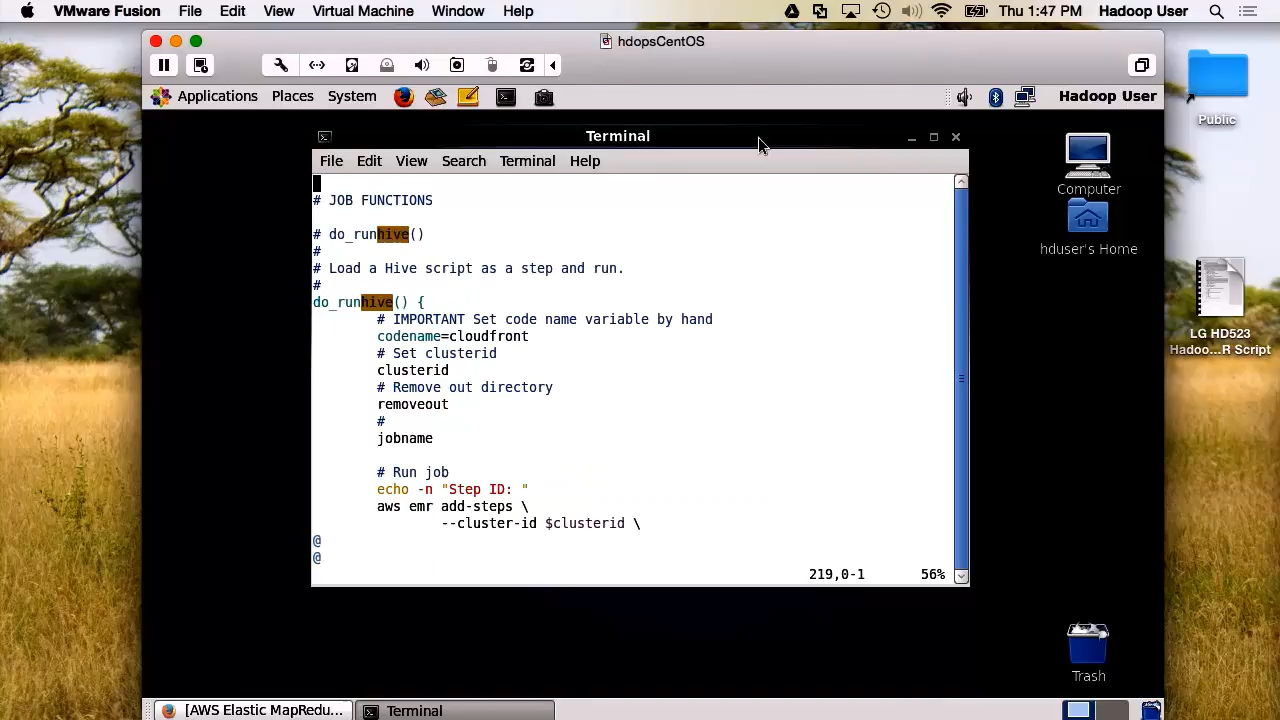 VMware Fusion File Edit View Virtual Machine Window Help Thu 1:47 PM Hadoop User
hdopsCentOS
Applications Places System Hadoop User
Terminal
File Edit View Search Terminal Help
# JOB FUNCTIONS
# do_runhive()
#
# Load a Hive script as a step and run.
#
do_runhive() {
# IMPORTANT Set code name variable by hand
codename=cloudfront
# Set clusterid
clusterid
# Remove out directory
removeout
#
jobname
# Run job
echo -n "Step ID: "
aws emr add-steps \
--cluster-id $clusterid \
@
@
219,0-1 56%
Computer
hduser's Home
Trash
Public
LG HD523
Hadoo...R Script
[AWS Elastic MapRedu... Terminal